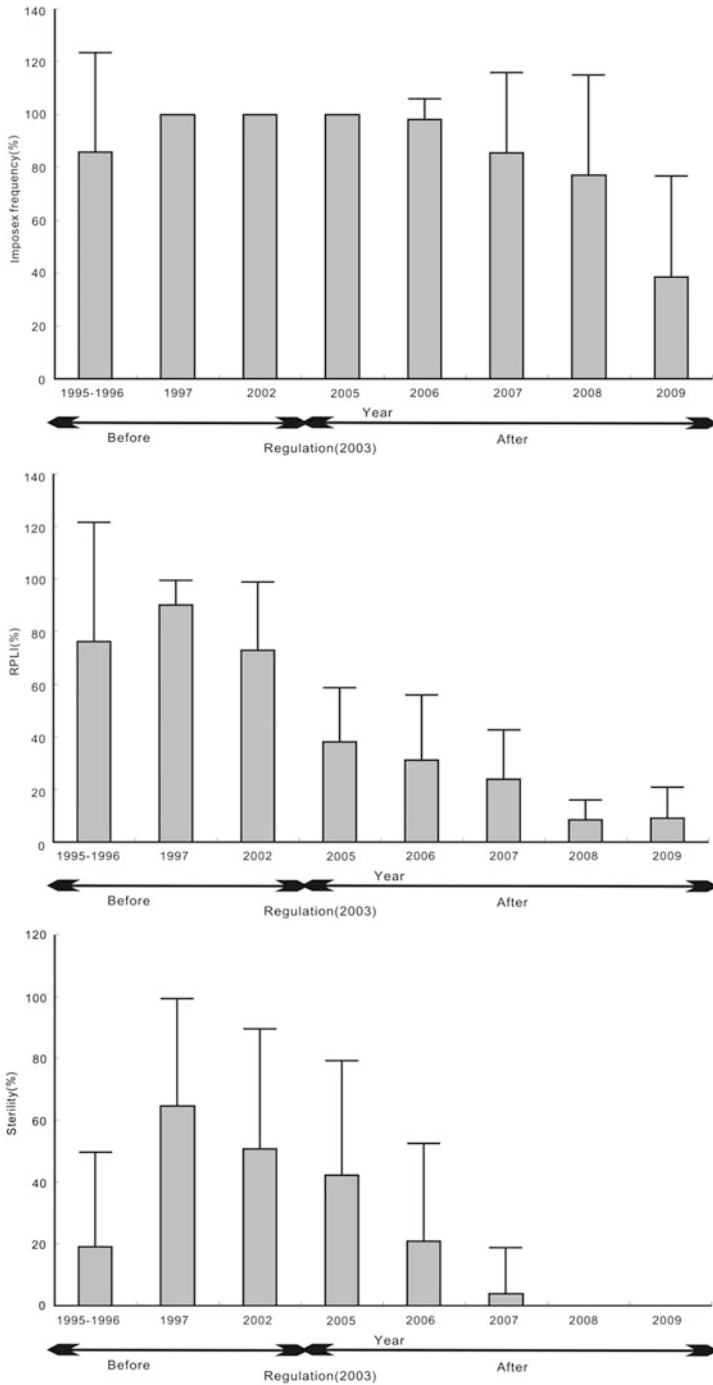 140
120
100
80
60
40
20
0
Imposex frequency(%)
1995-1996 1997 2002 2005 2006 2007 2008 2009
Year
Before After
Regulation(2003)
140
120
100
80
60
40
20
0
RPLI(%)
1995-1996 1997 2002 2005 2006 2007 2008 2009
Year
Before After
Regulation(2003)
120
100
80
60
40
20
0
Sterility(%)
1995-1996 1997 2002 2005 2006 2007 2008 2009
Year
Before After
Regulation(2003)